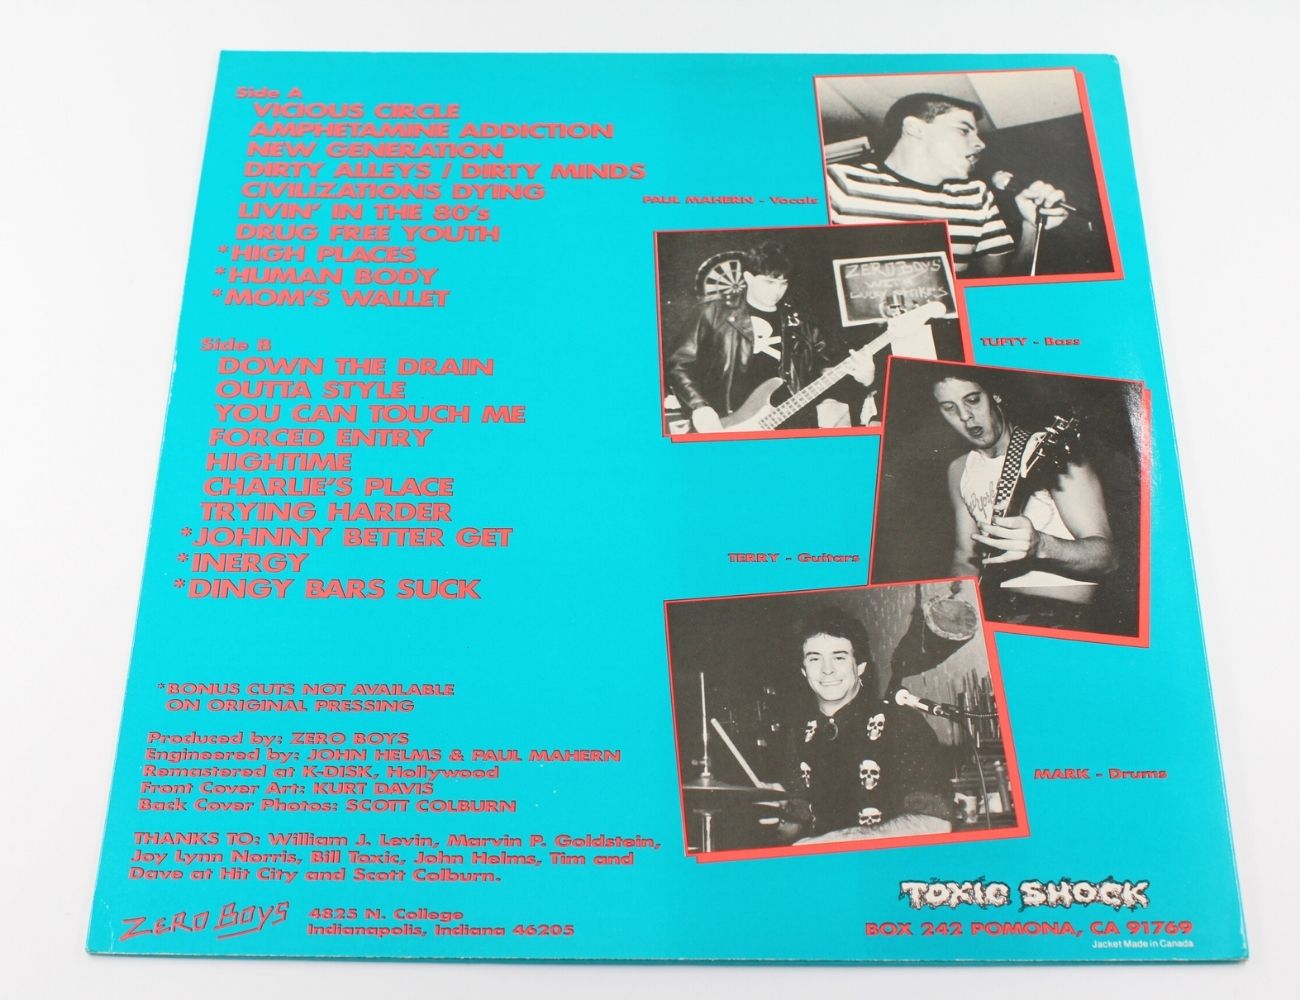 Side A
VICIOUS CIRCLE
AMPHETAMINE ADDICTION
NEW GENERATION
DIRTY ALLEYS / DIRTY MINDS
CIVILIZATIONS DYING
LIVIN' IN THE 80's
DRUG FREE YOUTH
*HIGH PLACES
*HUMAN BODY
*MOM'S WALLET
Side B
DOWN THE DRAIN
OUTTA STYLE
YOU CAN TOUCH ME
FORCED ENTRY
HIGHTIME
CHARLIE'S PLACE
TRYING HARDER
*JOHNNY BETTER GET
*INERGY
*DINGY BARS SUCK
*BONUS CUTS NOT AVAILABLE
ON ORIGINAL PRESSING
Produced by: ZERO BOYS
Engineered by: JOHN HELMS & PAUL MAHERN
Remastered at K-DISK, Hollywood
Front Cover Art: KURT DAVIS
Back Cover Photos: SCOTT COLBURN
THANKS TO: William J. Levin, Marvin P. Goldstein,
Joy Lynn Norris, Bill Toxic, John Helms, Tim and
Dave at Hit City and Scott Colburn.
ZERO BOYS
4825 N. College
Indianapolis, Indiana 46205
PAUL MAHERN - Vocals
ZERO BOYS
WITH
LUCKY STRIKES
TUFTY - Bass
TERRY - Guitars
MARK - Drums
TOXIC SHOCK
BOX 242 POMONA, CA 91769
Jacket Made in Canada